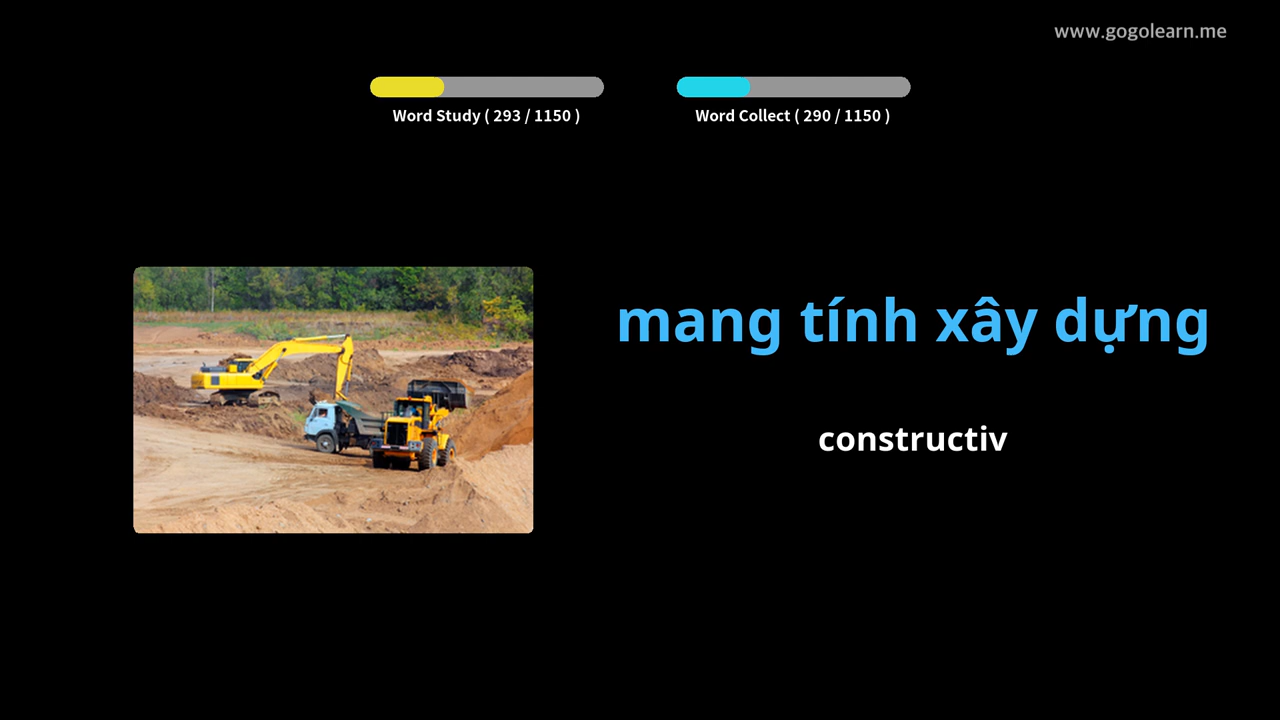 www.gogolearn.me
Word Study ( 293 / 1150 )
Word Collect ( 290 / 1150 )
mang tính xây dựng
constructiv